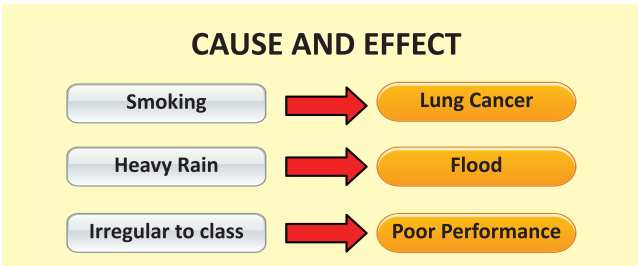 CAUSE AND EFFECT
Smoking
Lung Cancer
Heavy Rain
Flood
Irregular to class
Poor Performance